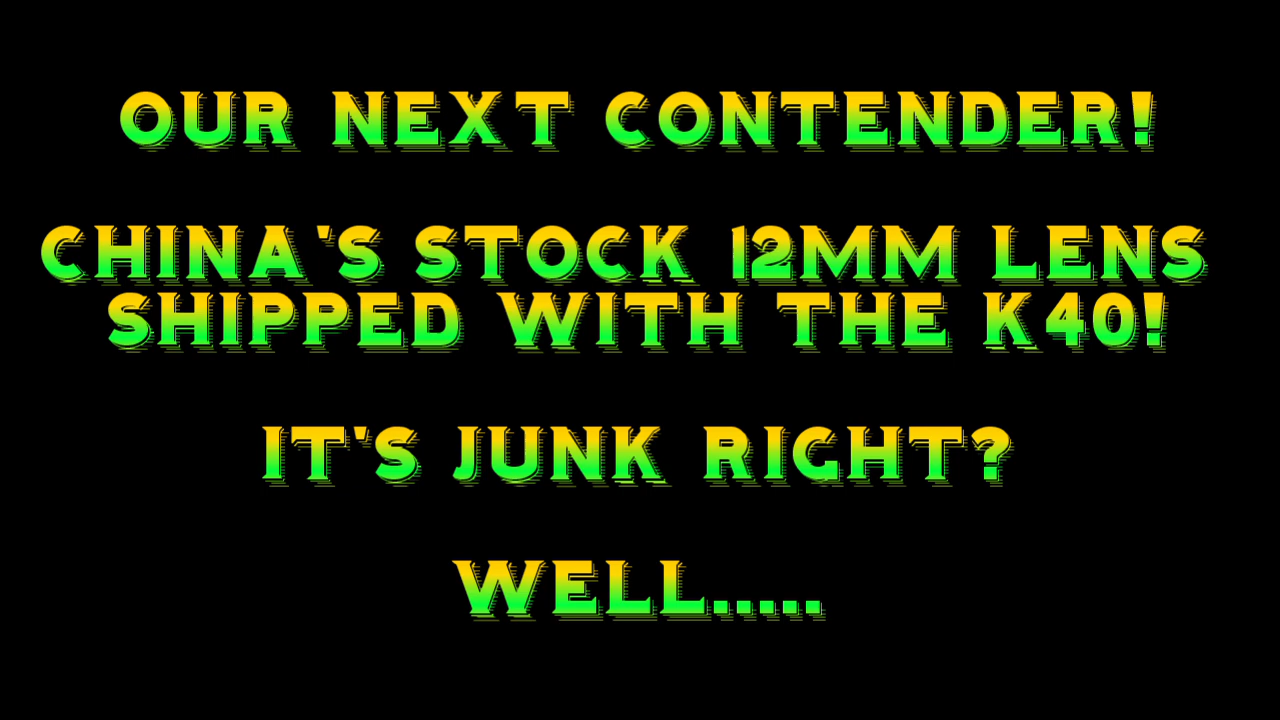 OUR NEXT CONTENDER!
CHINA'S STOCK 12MM LENS
SHIPPED WITH THE K40!
IT'S JUNK RIGHT?
WELL.....